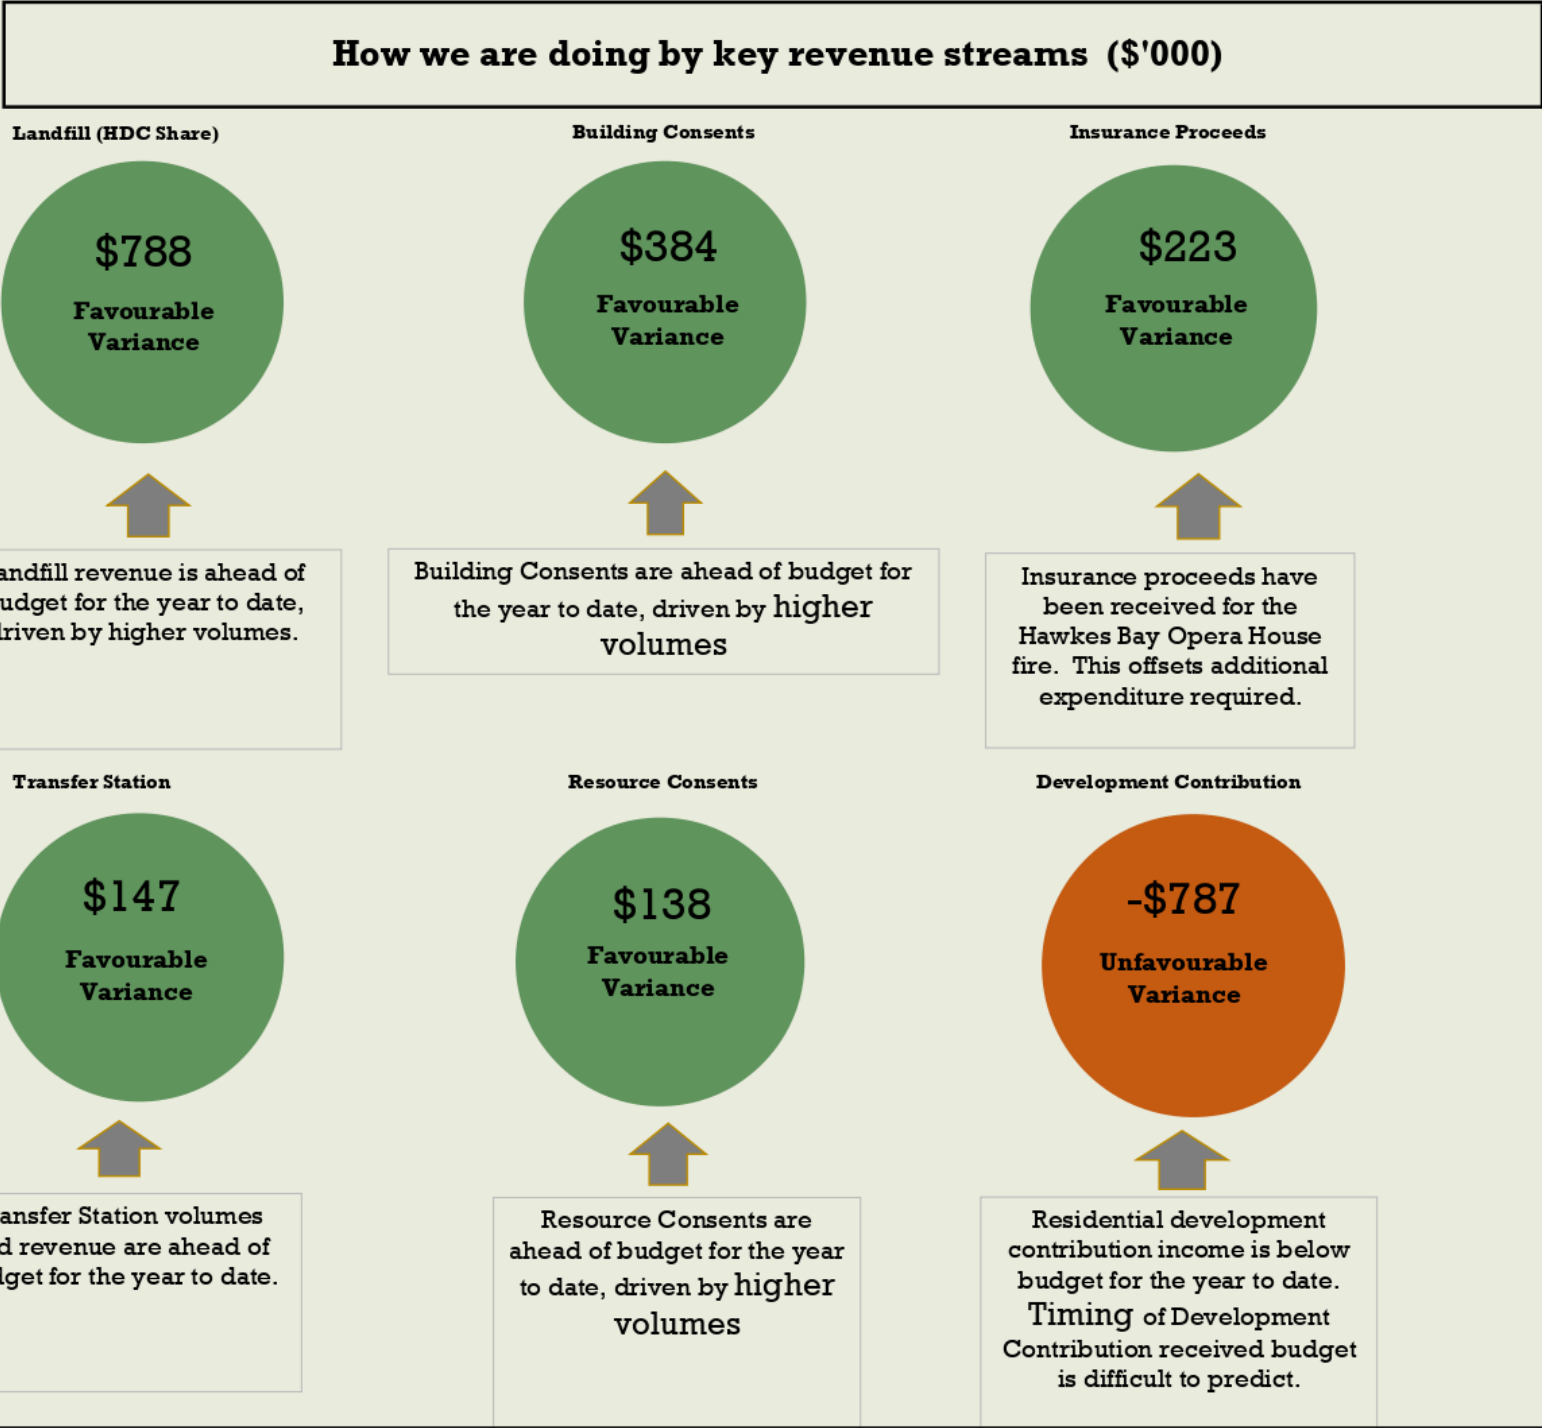 How we are doing by key revenue streams ($'000)
Landfill (HDC Share)
$788
Favourable
Variance
andfill revenue is ahead of
udget for the year to date,
driven by higher volumes.
Building Consents
$384
Favourable
Variance
Building Consents are ahead of budget for
the year to date, driven by higher
volumes
Insurance Proceeds
$223
Favourable
Variance
Insurance proceeds have
been received for the
Hawkes Bay Opera House
fire. This offsets additional
expenditure required.
Transfer Station
$147
Favourable
Variance
ansfer Station volumes
d revenue are ahead of
lget for the year to date.
Resource Consents
$138
Favourable
Variance
Resource Consents are
ahead of budget for the year
to date, driven by higher
volumes
Development Contribution
-$787
Unfavourable
Variance
Residential development
contribution income is below
budget for the year to date.
Timing of Development
Contribution received budget
is difficult to predict.